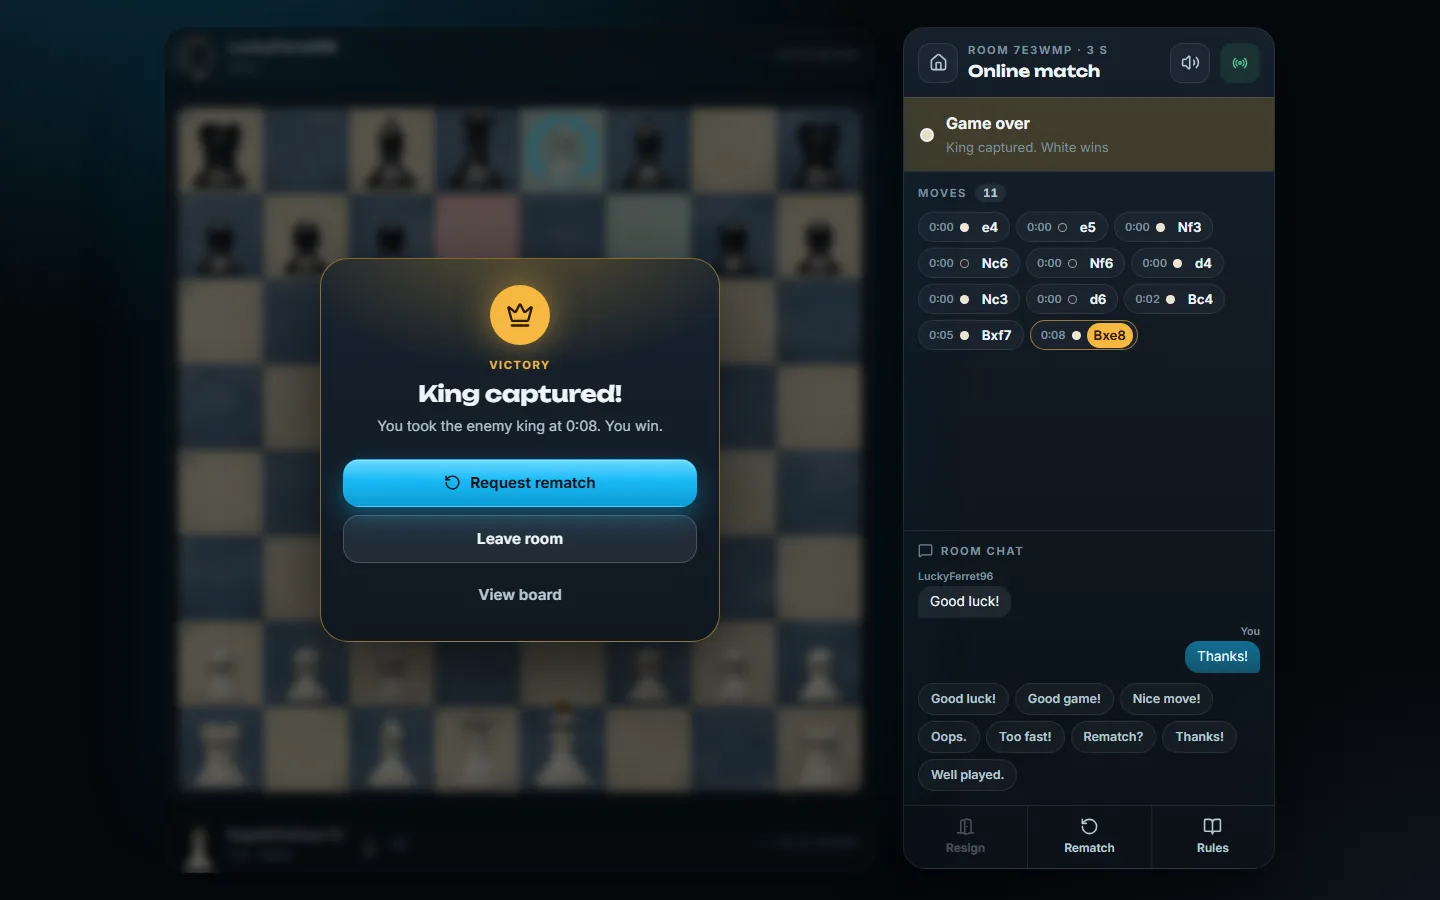 ROOM 7E3WMP · 3 S
Online match
Game over
King captured. White wins
MOVES 11
0:00 e4 0:00 e5 0:00 Nf3
0:00 Nc6 0:00 Nf6 0:00 d4
0:00 Nc3 0:00 d6 0:02 Bc4
0:05 Bxf7 0:08 Bxe8
VICTORY
King captured!
You took the enemy king at 0:08. You win.
Request rematch
Leave room
View board
ROOM CHAT
LuckyFerret96
Good luck!
You
Thanks!
Good luck! Good game! Nice move!
Oops. Too fast! Rematch? Thanks!
Well played.
Resign Rematch Rules